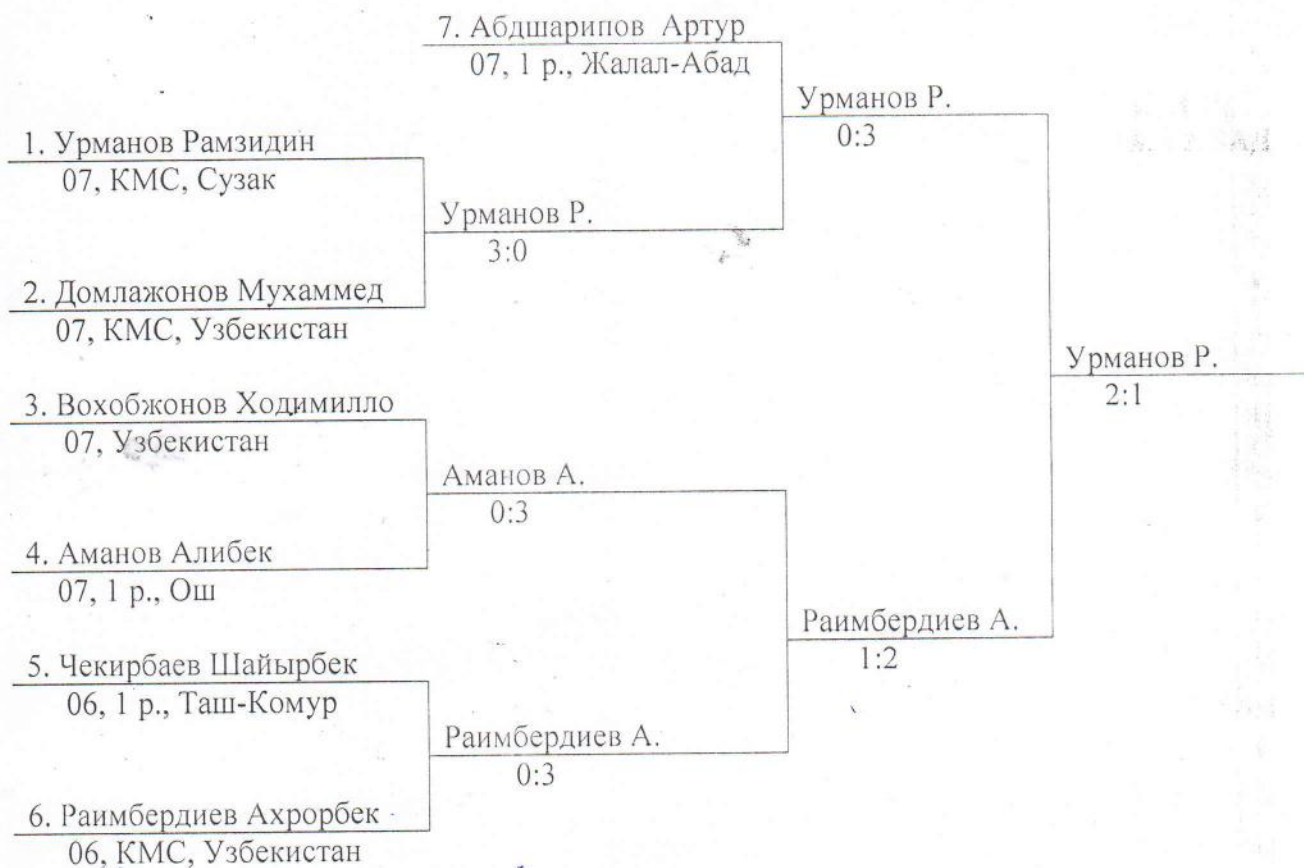 7. Абдшарипов Артур
07, 1 р., Жалал-Абад
Урманов Р.
0:3
1. Урманов Рамзидин
07, КМС, Сузак
Урманов Р.
3:0
2. Домлажонов Мухаммед
07, КМС, Узбекистан
Урманов Р.
2:1
3. Вохобжонов Ходимилло
07, Узбекистан
Аманов А.
0:3
4. Аманов Алибек
07, 1 р., Ош
Раимбердиев А.
1:2
5. Чекирбаев Шайырбек
06, 1 р., Таш-Комур
Раимбердиев А.
0:3
6. Раимбердиев Ахрорбек
06, КМС, Узбекистан